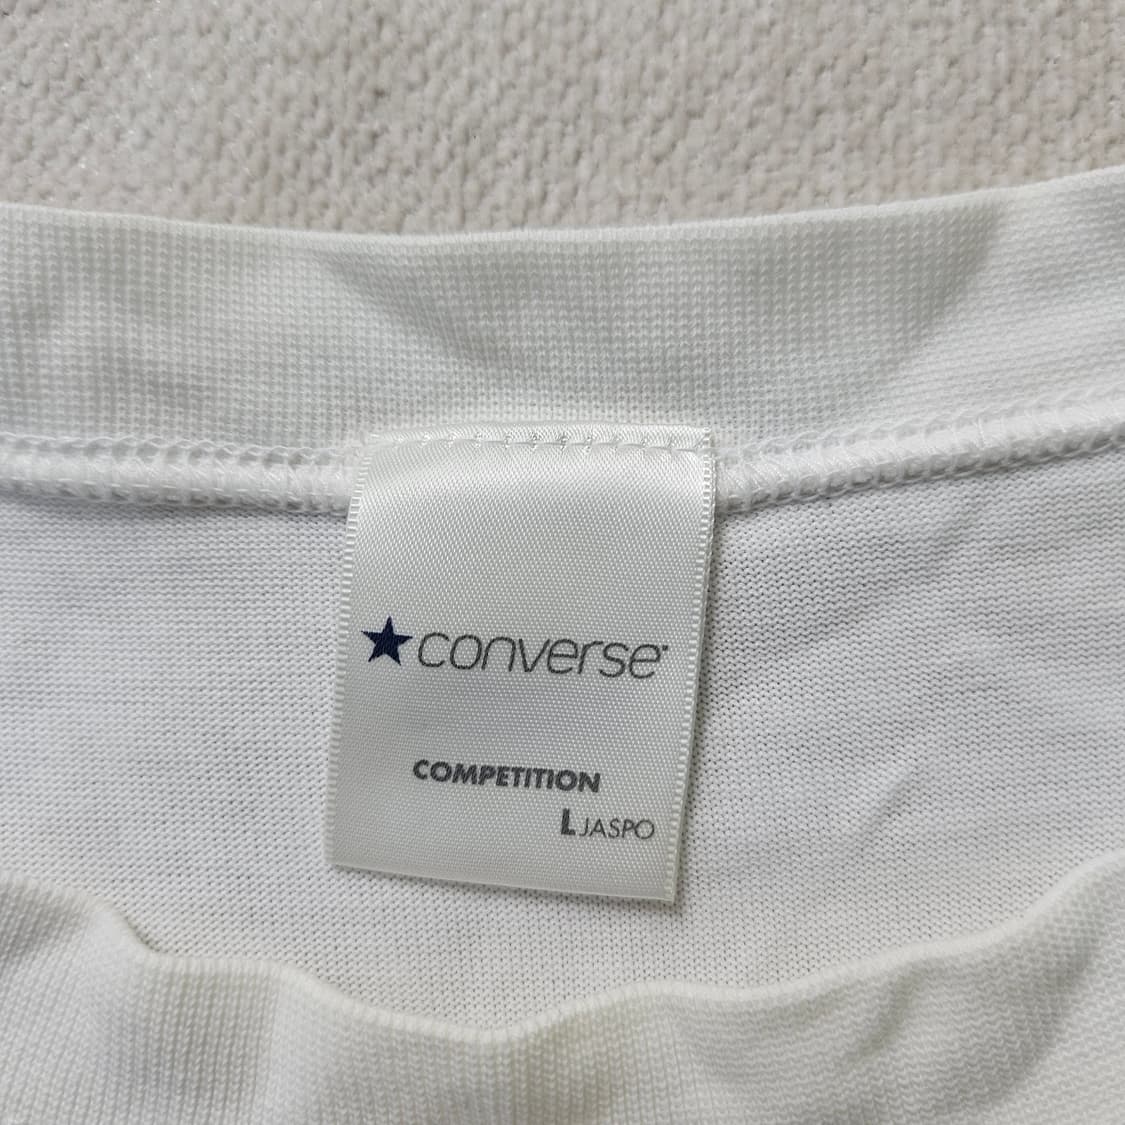 converse
COMPETITION
L JASPO